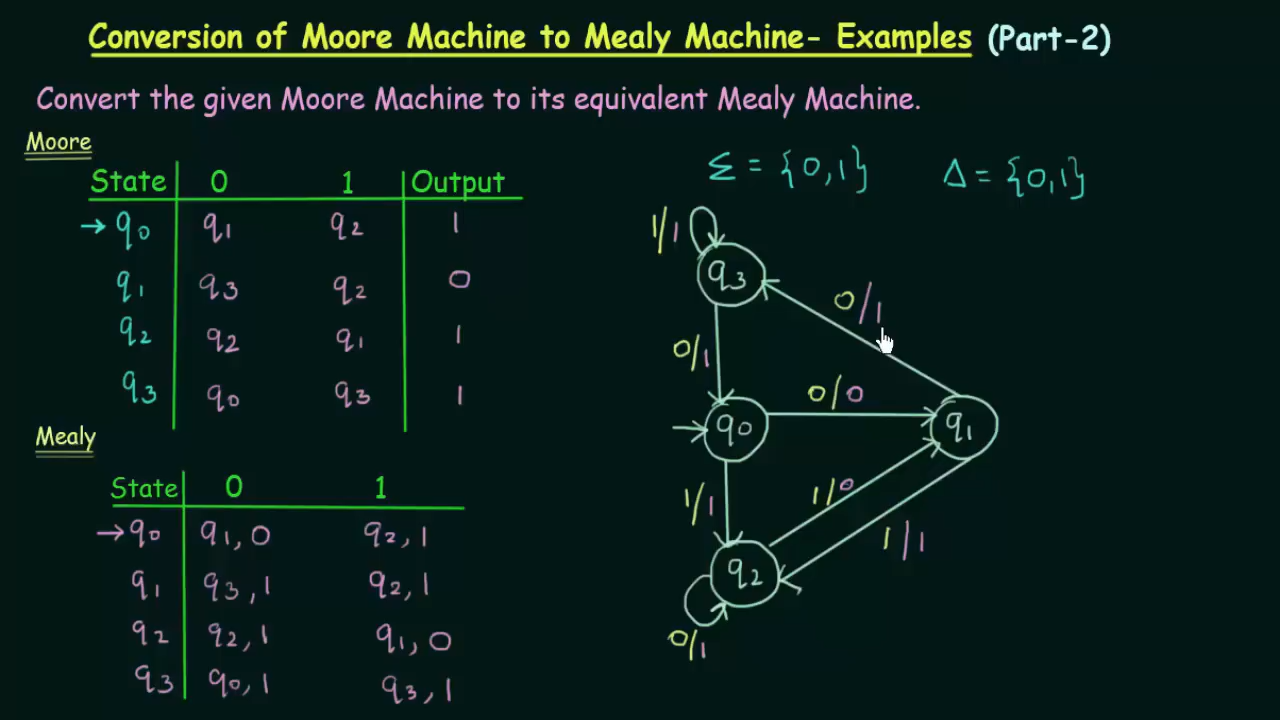 Conversion of Moore Machine to Mealy Machine- Examples (Part-2)
Convert the given Moore Machine to its equivalent Mealy Machine.
Moore
State 0 1 Output
→ q0 q1 q2 1
q1 q3 q2 0
q2 q2 q1 1
q3 q0 q3 1
Mealy
State 0 1
→ q0 q1, 0 q2, 1
q1 q3, 1 q2, 1
q2 q2, 1 q1, 0
q3 q0, 1 q3, 1
Σ = {0,1} Δ = {0,1}
1/1
q3
0/1
0/1
0/0
q0
q1
1/1
1/0
1/1
q2
0/1